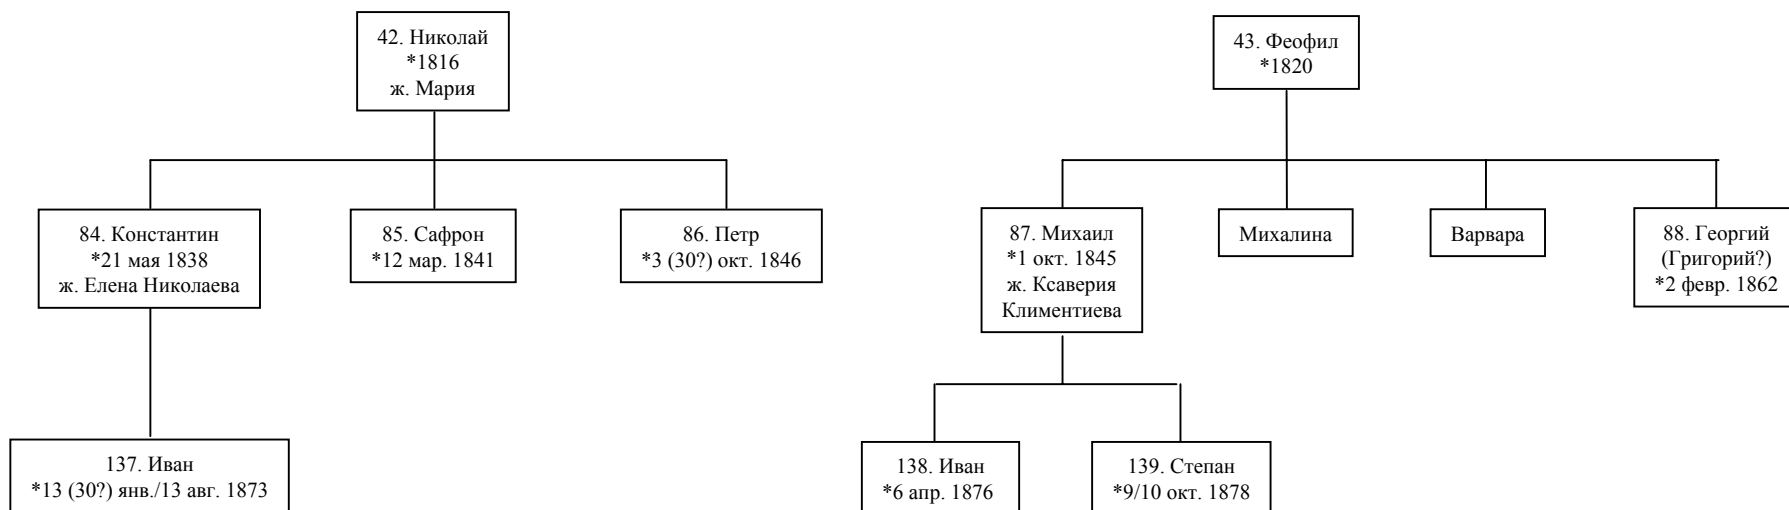 42. Николай
*1816
ж. Мария
43. Феофил
*1820
84. Константин
*21 мая 1838
ж. Елена Николаева
85. Сафрон
*12 мар. 1841
86. Петр
*3 (30?) окт. 1846
87. Михаил
*1 окт. 1845
ж. Ксаверия
Климентиева
Михалина
Варвара
88. Георгий
(Григорий?)
*2 февр. 1862
137. Иван
*13 (30?) янв./13 авг. 1873
138. Иван
*6 апр. 1876
139. Степан
*9/10 окт. 1878